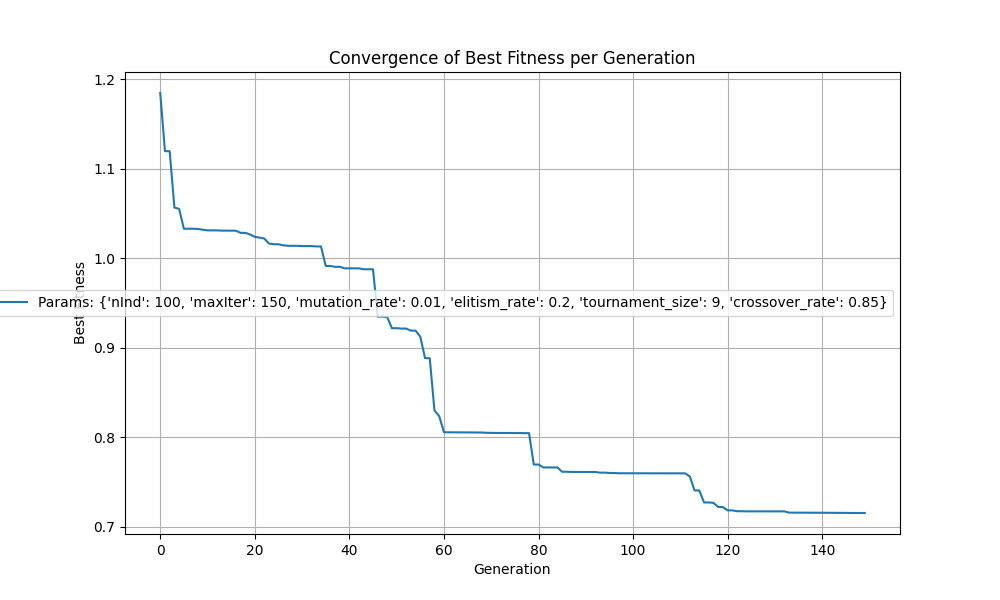 Convergence of Best Fitness per Generation
1.2
1.1
1.0
0.9
0.8
0.7
Best
Params: {'nInd': 100, 'maxIter': 150, 'mutation_rate': 0.01, 'elitism_rate': 0.2, 'tournament_size': 9, 'crossover_rate': 0.85}
0 20 40 60 80 100 120 140
Generation